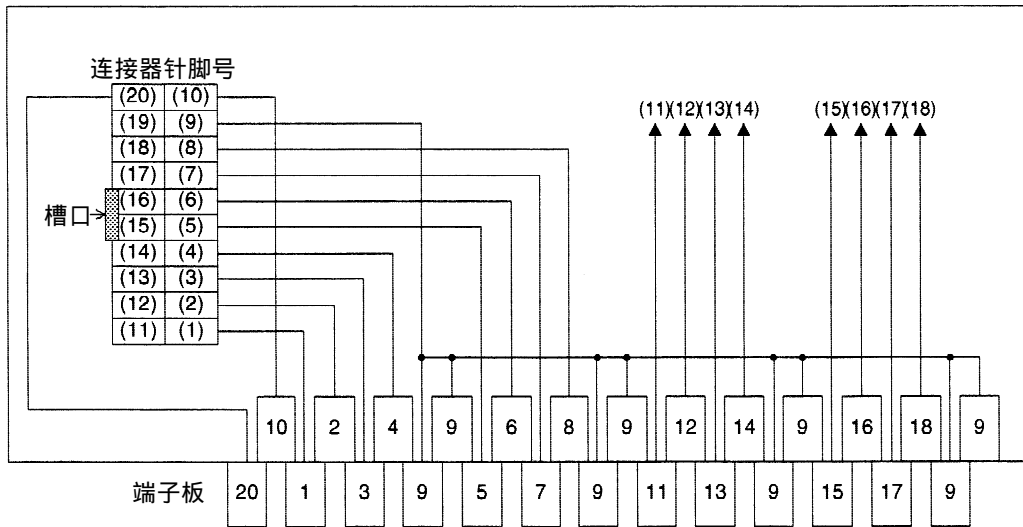 连接器针脚号
(20) (10)
(19) (9)
(18) (8)
(17) (7)
(16) (6)
(15) (5)
(14) (4)
(13) (3)
(12) (2)
(11) (1)
槽口
(11)(12)(13)(14) (15)(16)(17)(18)
10 2 4 9 6 8 9 12 14 9 16 18 9
端子板 20 1 3 9 5 7 9 11 13 9 15 17 9